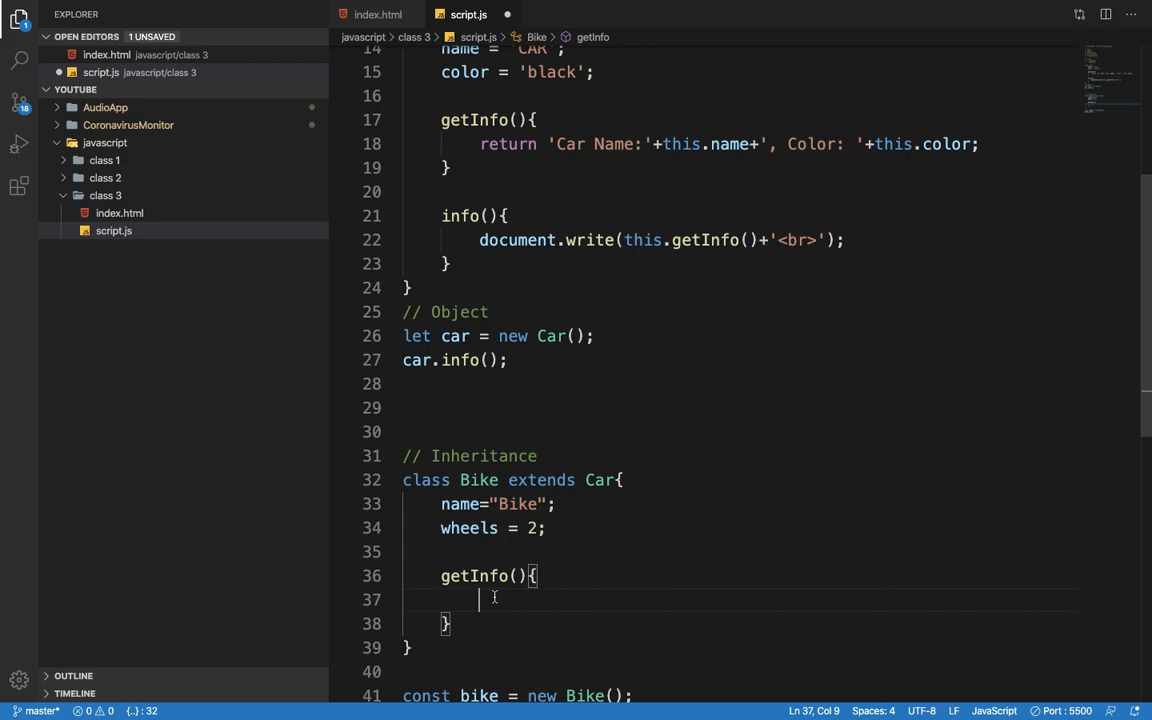 EXPLORER
index.html
script.js
OPEN EDITORS 1 UNSAVED
javascript > class 3 > script.js > Bike > getInfo
1
index.html javascript/class 3
script.js javascript/class 3
YOUTUBE
18
AudioApp
CoronavirusMonitor
javascript
class 1
class 2
class 3
index.html
script.js
14 name = 'CAR';
15 color = 'black';
16
17 getInfo(){
18 return 'Car Name:'+this.name+', Color: '+this.color;
19 }
20
21 info(){
22 document.write(this.getInfo()+'<br>');
23 }
24 }
25 // Object
26 let car = new Car();
27 car.info();
28
29
30
31 // Inheritance
32 class Bike extends Car{
33 name="Bike";
34 wheels = 2;
35
36 getInfo(){
37
38 }
39 }
40
41 const bike = new Bike();
OUTLINE
TIMELINE
master* 0 0 {..} : 32
Ln 37, Col 9 Spaces: 4 UTF-8 LF JavaScript Port : 5500